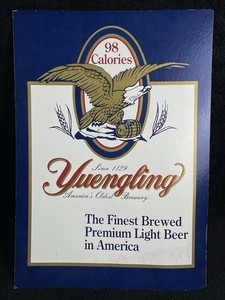 98
Calories
Since 1829
Yuengling
America's Oldest Brewery
The Finest Brewed
Premium Light Beer
in America